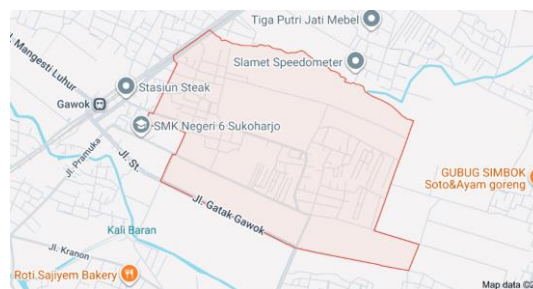 Tiga Putri Jati Mebel
Jl. Mangesti Luhur
Slamet Speedometer
Stasiun Steak
Gawok
SMK Negeri 6 Sukoharjo
Jl. Pramuka
Jl. St.
GUBUG SIMBOK
Soto&Ayam goreng
Jl. Gatak Gawok
Kali Baran
Jl. Kranon
Roti.Sajiyem Bakery
Map data ©2